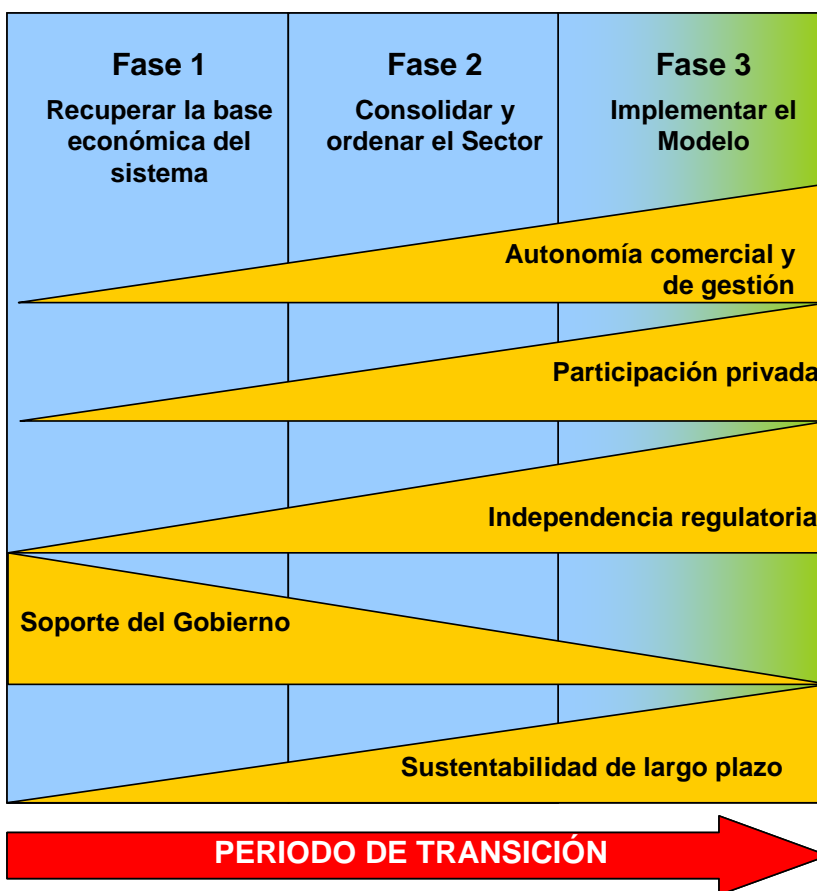 Fase 1
Recuperar la base
económica del
sistema
Fase 2
Consolidar y
ordenar el Sector
Fase 3
Implementar el
Modelo
Autonomía comercial y
de gestión
Participación privada
Independencia regulatoria
Soporte del Gobierno
Sustentabilidad de largo plazo
PERIODO DE TRANSICIÓN